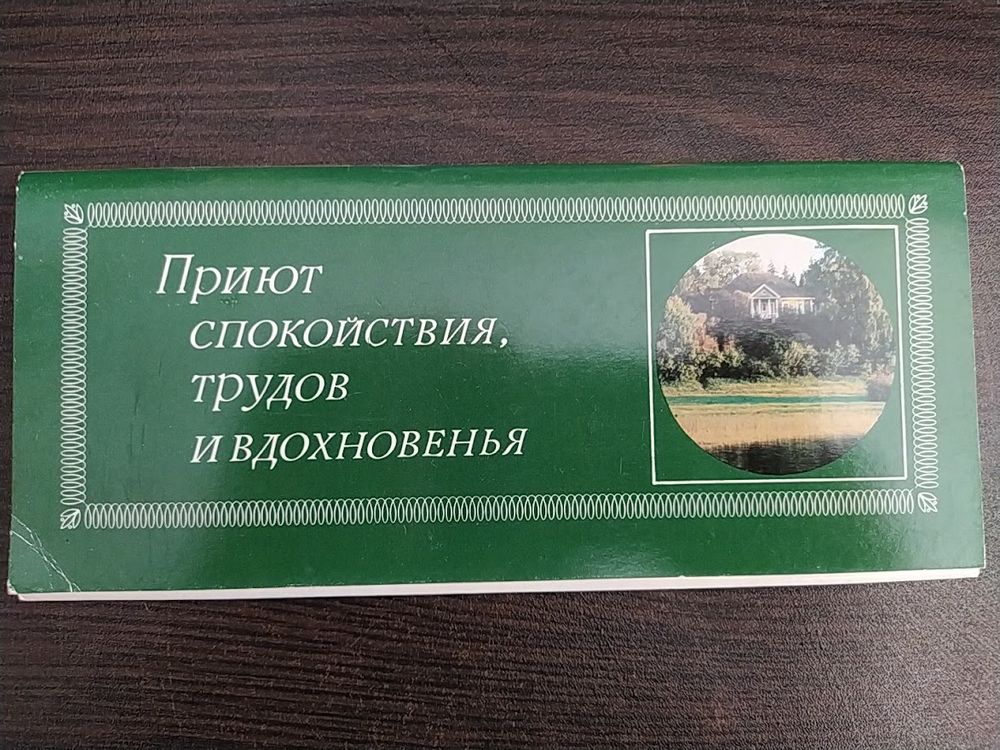 Приют
спокойствия,
трудов
и вдохновенья